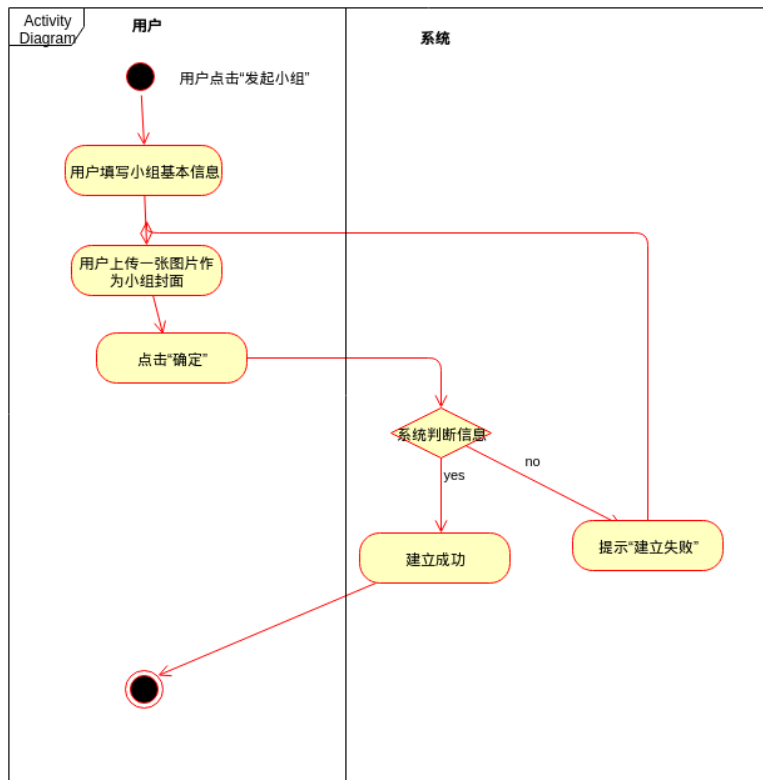 Activity
Diagram
用户
系统
用户点击“发起小组”
用户填写小组基本信息
用户上传一张图片作
为小组封面
点击“确定”
系统判断信息
yes
no
建立成功
提示“建立失败”